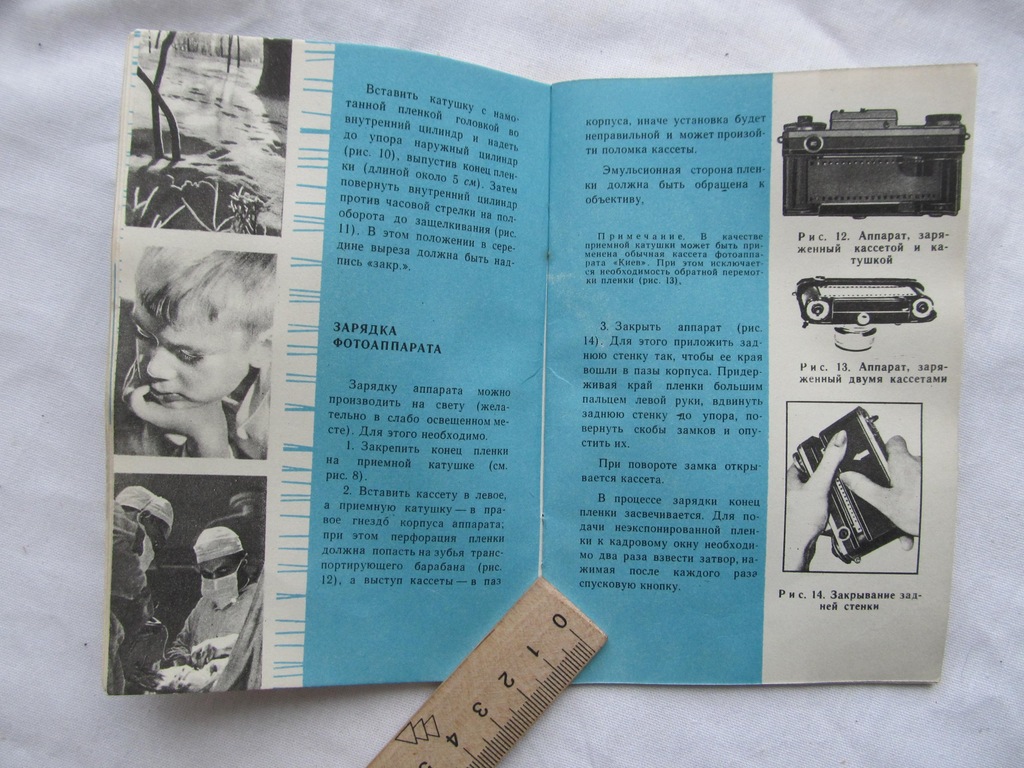 Вставить катушку с намо-
танной пленкой головкой во
внутренний цилиндр и надеть
до упора наружный цилиндр
(рис. 10), выпустив конец плен-
ки (длиной около 5 см). Затем
повернуть внутренний цилиндр
против часовой стрелки на пол-
оборота до защелкивания (рис.
11). В этом положении в сере-
дине выреза должна быть над-
пись «закр.».
ЗАРЯДКА
ФОТОАППАРАТА
Зарядку аппарата можно
производить на свету (жела-
тельно в слабо освещенном ме-
сте). Для этого необходимо.
1. Закрепить конец пленки
на приемной катушке (см.
рис. 8).
2. Вставить кассету в левое,
а приемную катушку — в пра-
вое гнездо корпуса аппарата;
при этом перфорация пленки
должна попасть на зубья транс-
портирующего барабана (рис.
12), а выступ кассеты — в паз
корпуса, иначе установка будет
неправильной и может произой-
ти поломка кассеты.
Эмульсионная сторона плен-
ки должна быть обращена к
объективу.
Примечание. В качестве
приемной катушки может быть при-
менена обычная кассета фотоаппа-
рата «Киев». При этом исключает-
ся необходимость обратной перемот-
ки пленки (рис. 13).
3. Закрыть аппарат (рис.
14). Для этого приложить зад-
нюю стенку так, чтобы ее края
вошли в пазы корпуса. Придер-
живая край пленки большим
пальцем левой руки, вдвинуть
заднюю стенку до упора, по-
вернуть скобы замков и опу-
стить их.
При повороте замка откры-
вается кассета.
В процессе зарядки конец
пленки засвечивается. Для по-
дачи неэкспонированной плен-
ки к кадровому окну необходи-
мо два раза взвести затвор, на-
жимая после каждого раза
спусковую кнопку.
Рис. 12. Аппарат, заря-
женный кассетой и ка-
тушкой
Рис. 13. Аппарат, заря-
женный двумя кассетами
Рис. 14. Закрывание зад-
ней стенки
0 1 2 3 4 5